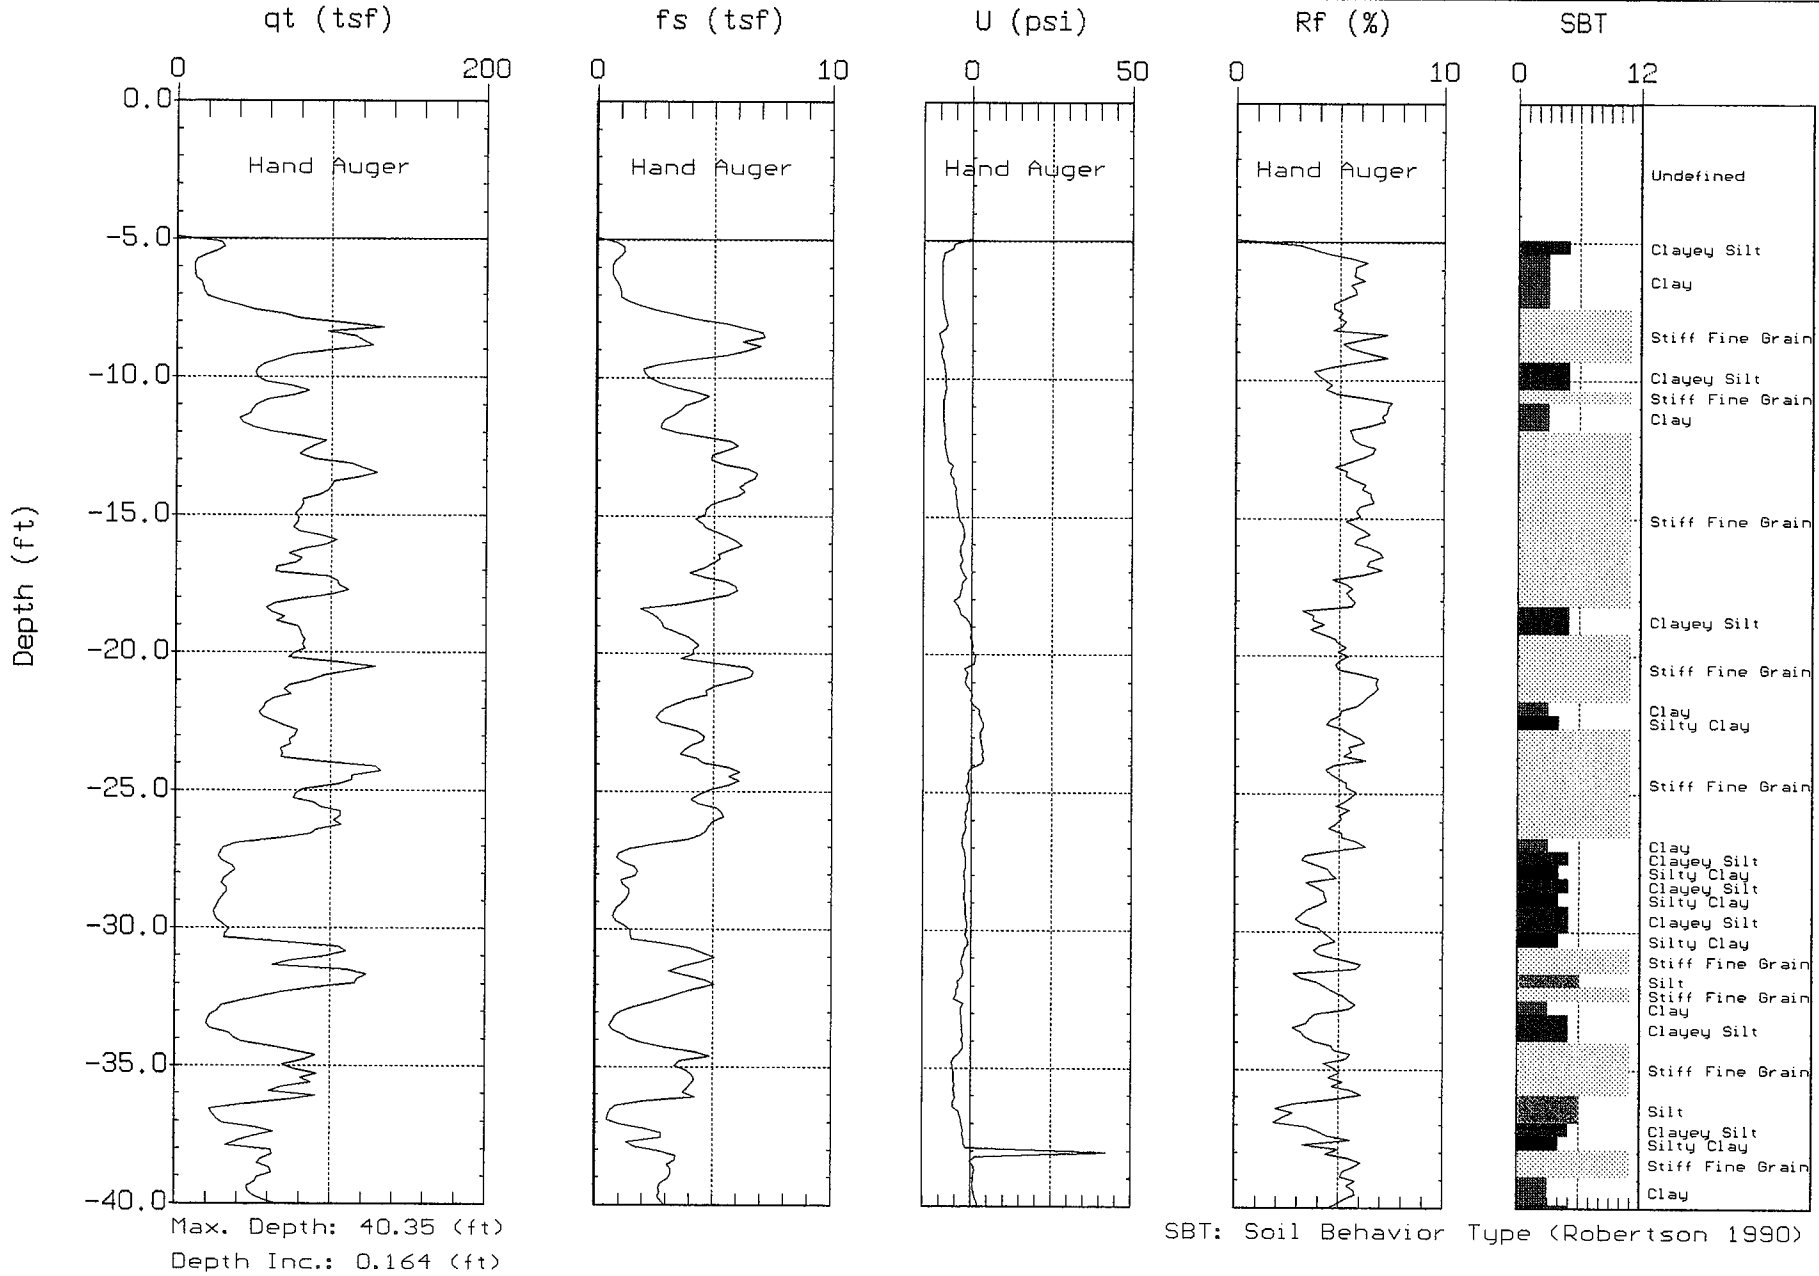 qt (tsf) fs (tsf) U (psi) Rf (%) SBT
0 200 0 10 0 50 0 10 0 12
0.0
Hand Auger Hand Auger Hand Auger Hand Auger
Undefined
-5.0
Clayey Silt
Clay
Stiff Fine Grain
-10.0
Clayey Silt
Stiff Fine Grain
Clay
-15.0
Stiff Fine Grain
Depth (ft)
Clayey Silt
-20.0
Stiff Fine Grain
Clay
Silty Clay
-25.0
Stiff Fine Grain
Clay
Clayey Silt
Silty Clay
Clayey Silt
Silty Clay
Clayey Silt
-30.0
Silty Clay
Stiff Fine Grain
Silt
Stiff Fine Grain
Clay
Clayey Silt
-35.0
Stiff Fine Grain
Silt
Clayey Silt
Silty Clay
Stiff Fine Grain
Clay
-40.0
Max. Depth: 40.35 (ft)
Depth Inc.: 0.164 (ft)
SBT: Soil Behavior Type (Robertson 1990)